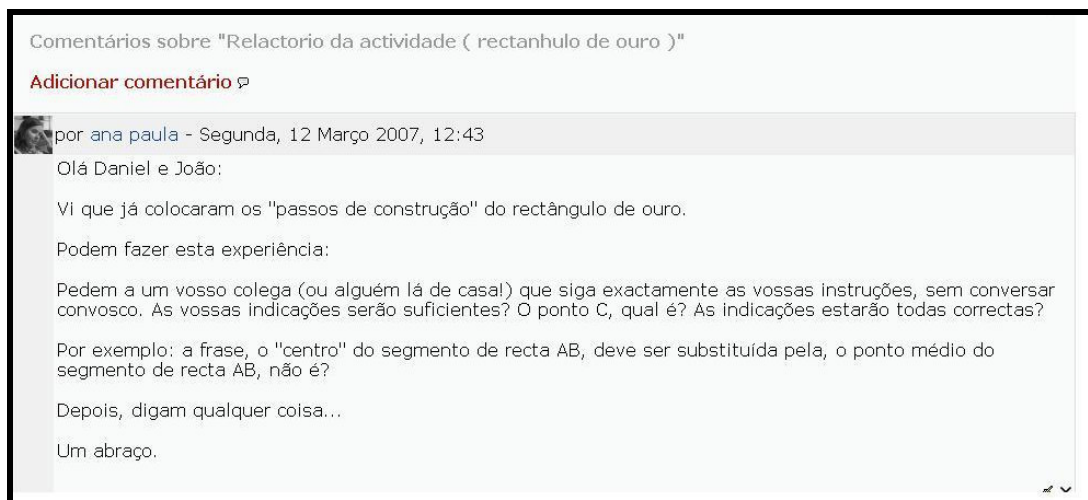 Comentários sobre "Relactorio da actividade ( rectanhulo de ouro )"
Adicionar comentário
por ana paula - Segunda, 12 Março 2007, 12:43
Olá Daniel e João:
Vi que já colocaram os "passos de construção" do rectângulo de ouro.
Podem fazer esta experiência:
Pedem a um vosso colega (ou alguém lá de casa!) que siga exactamente as vossas instruções, sem conversar
convosco. As vossas indicações serão suficientes? O ponto C, qual é? As indicações estarão todas correctas?
Por exemplo: a frase, o "centro" do segmento de recta AB, deve ser substituída pela, o ponto médio do
segmento de recta AB, não é?
Depois, digam qualquer coisa...
Um abraço.